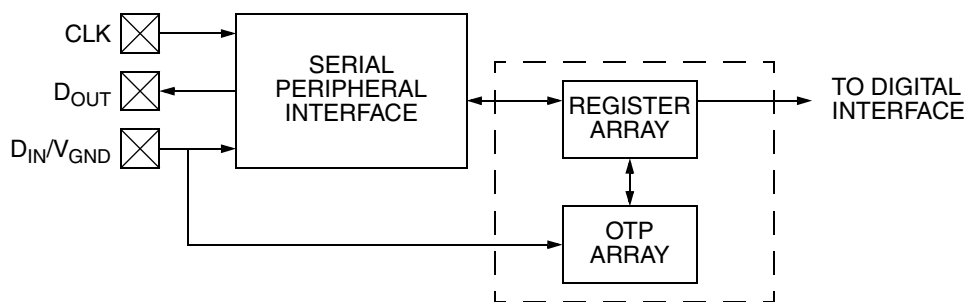 CLK
D_OUT
D_IN/V_GND
SERIAL
PERIPHERAL
INTERFACE
REGISTER
ARRAY
OTP
ARRAY
TO DIGITAL
INTERFACE